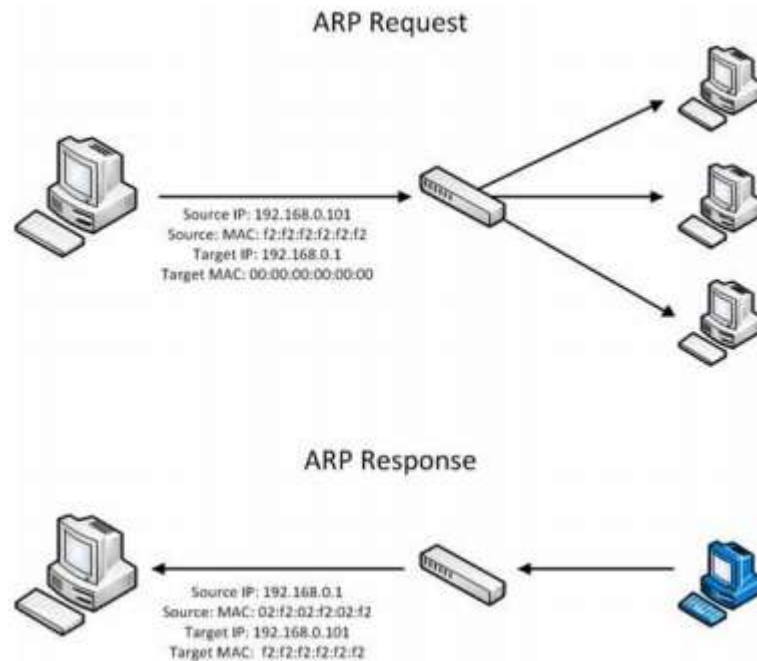 ARP Request
Source IP: 192.168.0.101
Source: MAC: f2:f2:f2:f2:f2:f2
Target IP: 192.168.0.1
Target MAC: 00:00:00:00:00:00
ARP Response
Source IP: 192.168.0.1
Source: MAC: 02:f2:02:f2:02:f2
Target IP: 192.168.0.101
Target MAC: f2:f2:f2:f2:f2:f2